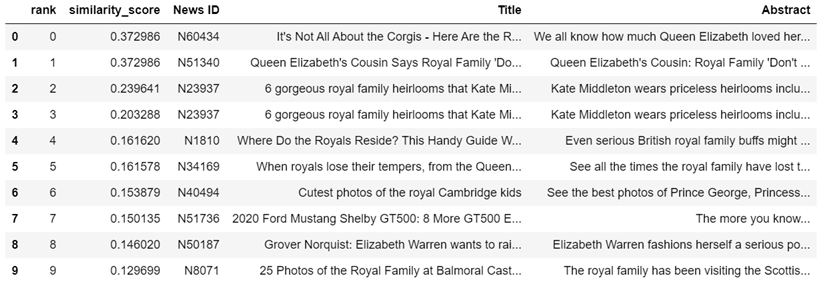 rank similarity_score News ID Title Abstract
0 0 0.372986 N60434 It's Not All About the Corgis - Here Are the R... We all know how much Queen Elizabeth loved her...
1 1 0.372986 N51340 Queen Elizabeth's Cousin Says Royal Family 'Do... Queen Elizabeth's Cousin: Royal Family 'Don't ...
2 2 0.239641 N23937 6 gorgeous royal family heirlooms that Kate Mi... Kate Middleton wears priceless heirlooms inclu...
3 3 0.203288 N23937 6 gorgeous royal family heirlooms that Kate Mi... Kate Middleton wears priceless heirlooms inclu...
4 4 0.161620 N1810 Where Do the Royals Reside? This Handy Guide W... Even serious British royal family buffs might ...
5 5 0.161578 N34169 When royals lose their tempers, from the Queen... See all the times the royal family have lost t...
6 6 0.153879 N40494 Cutest photos of the royal Cambridge kids See the best photos of Prince George, Princess...
7 7 0.150135 N51736 2020 Ford Mustang Shelby GT500: 8 More GT500 E... The more you know...
8 8 0.146020 N50187 Grover Norquist: Elizabeth Warren wants to rai... Elizabeth Warren fashions herself a serious po...
9 9 0.129699 N8071 25 Photos of the Royal Family at Balmoral Cast... The royal family has been visiting the Scottis...